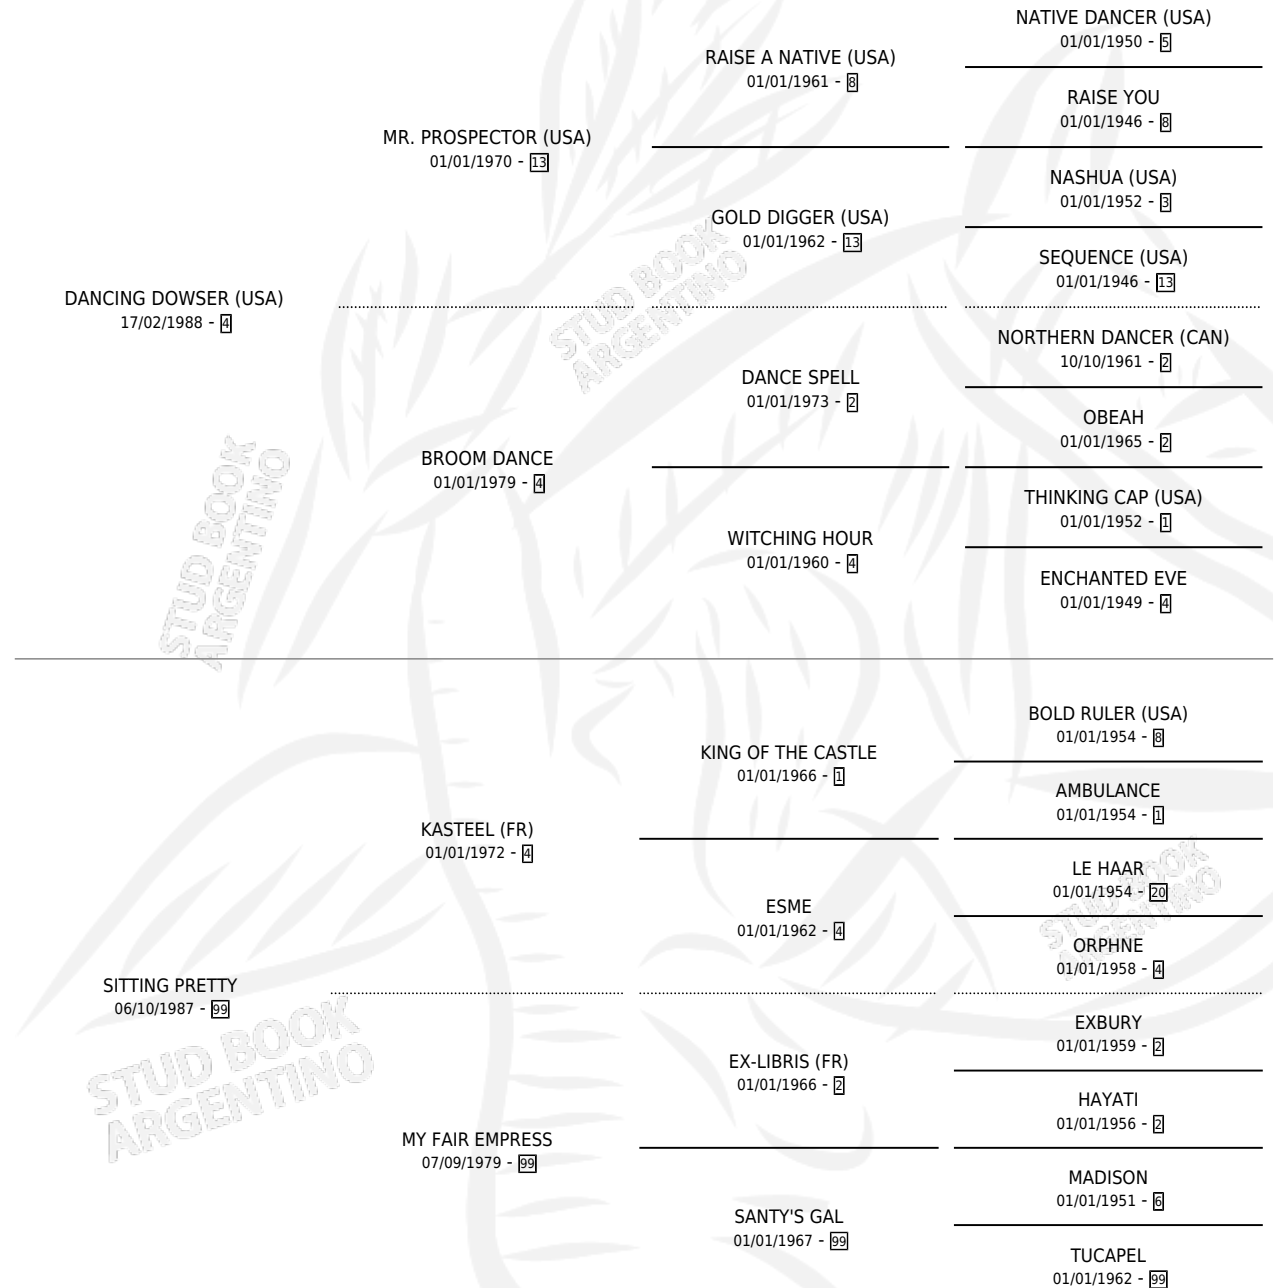 NATIVE DANCER (USA)
01/01/1950 - 5
RAISE A NATIVE (USA)
01/01/1961 - 8
RAISE YOU
01/01/1946 - 8
MR. PROSPECTOR (USA)
01/01/1970 - 13
NASHUA (USA)
01/01/1952 - 3
GOLD DIGGER (USA)
01/01/1962 - 13
SEQUENCE (USA)
01/01/1946 - 13
DANCING DOWSER (USA)
17/02/1988 - 4
NORTHERN DANCER (CAN)
10/10/1961 - 2
DANCE SPELL
01/01/1973 - 2
OBEAH
01/01/1965 - 2
BROOM DANCE
01/01/1979 - 4
THINKING CAP (USA)
01/01/1952 - 1
WITCHING HOUR
01/01/1960 - 4
ENCHANTED EVE
01/01/1949 - 4
BOLD RULER (USA)
01/01/1954 - 8
KING OF THE CASTLE
01/01/1966 - 1
AMBULANCE
01/01/1954 - 1
KASTEEL (FR)
01/01/1972 - 4
LE HAAR
01/01/1954 - 20
ESME
01/01/1962 - 4
ORPHNE
01/01/1958 - 4
SITTING PRETTY
06/10/1987 - 99
EXBURY
01/01/1959 - 2
EX-LIBRIS (FR)
01/01/1966 - 2
HAYATI
01/01/1956 - 2
MY FAIR EMPRESS
07/09/1979 - 99
MADISON
01/01/1951 - 6
SANTY'S GAL
01/01/1967 - 99
TUCAPEL
01/01/1962 - 99
STUD BOOK
ARGENTINO
STUD BOOK
ARGENTINO
STUD BOOK
ARGENTINO
STUD BOOK
ARGENTINO